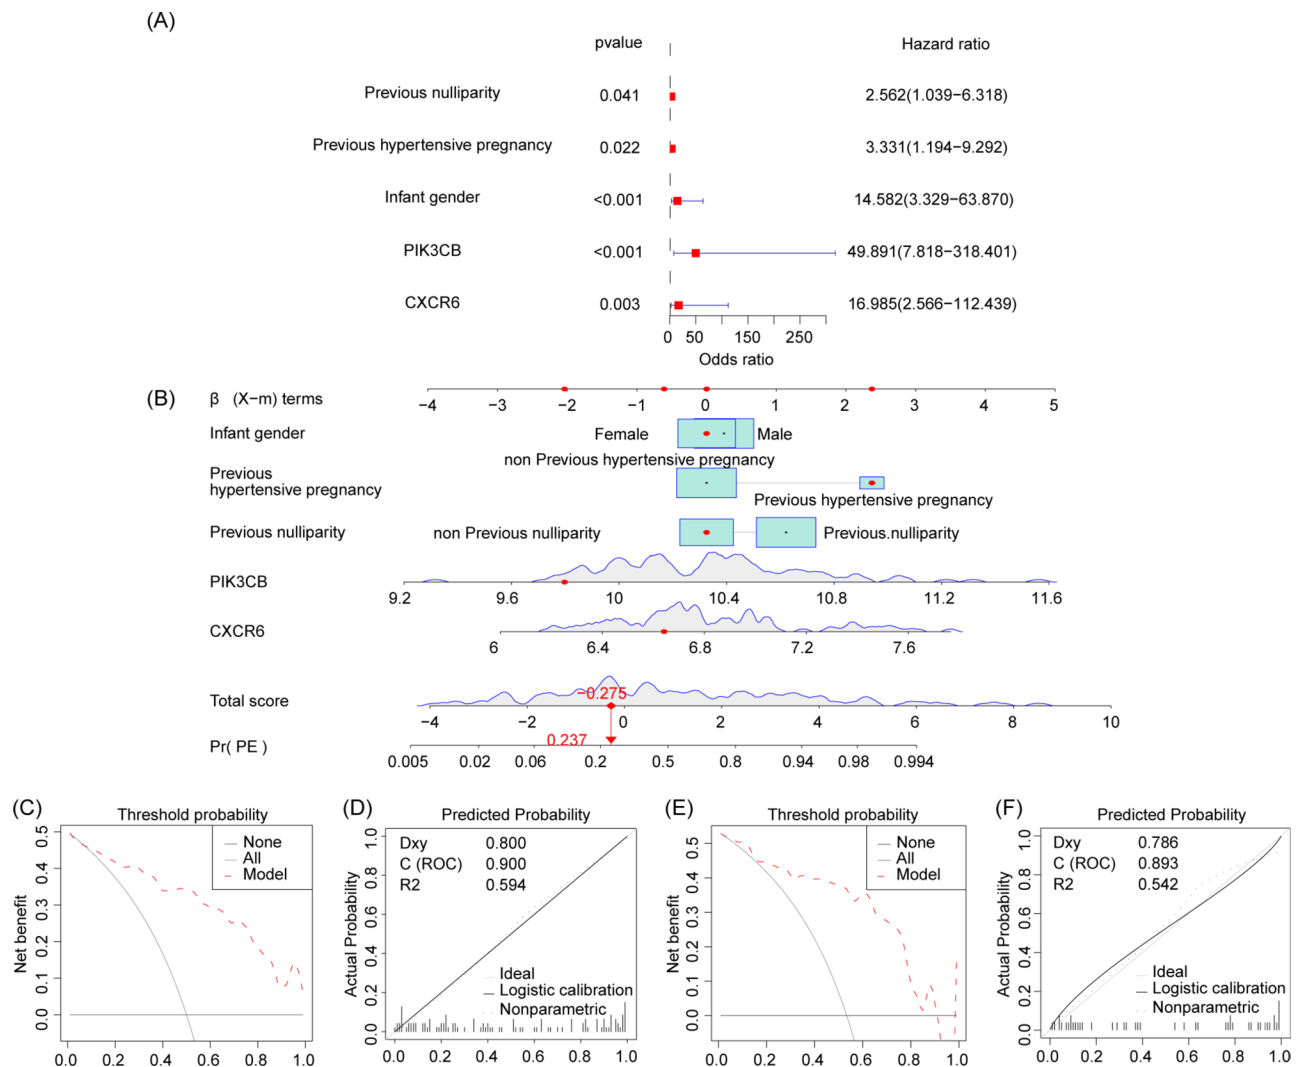 (A)
pvalue Hazard ratio
Previous nulliparity 0.041 2.562(1.039−6.318)
Previous hypertensive pregnancy 0.022 3.331(1.194−9.292)
Infant gender <0.001 14.582(3.329−63.870)
PIK3CB <0.001 49.891(7.818−318.401)
CXCR6 0.003 16.985(2.566−112.439)
0 50 150 250
Odds ratio
(B)
β (X−m) terms
−4 −3 −2 −1 0 1 2 3 4 5
Infant gender Female Male
non Previous hypertensive pregnancy
Previous
hypertensive pregnancy
Previous hypertensive pregnancy
Previous nulliparity non Previous nulliparity Previous.nulliparity
PIK3CB
9.2 9.6 10 10.4 10.8 11.2 11.6
CXCR6
6 6.4 6.8 7.2 7.6
Total score −0.275
−4 −2 0 2 4 6 8 10
Pr( PE ) 0.237
0.005 0.02 0.06 0.2 0.5 0.8 0.94 0.98 0.994
(C)
Threshold probability
None
All
Model
Net benefit
0.5
0.4
0.3
0.2
0.1
0.0
0.0 0.2 0.4 0.6 0.8 1.0
(D)
Predicted Probability
Dxy 0.800
C (ROC) 0.900
R2 0.594
Actual Probability
1.0
0.8
0.6
0.4
0.2
0.0
Ideal
Logistic calibration
Nonparametric
0.0 0.2 0.4 0.6 0.8 1.0
(E)
Threshold probability
None
All
Model
Net benefit
0.5
0.4
0.3
0.2
0.1
0.0
0.0 0.2 0.4 0.6 0.8 1.0
(F)
Predicted Probability
Dxy 0.786
C (ROC) 0.893
R2 0.542
Actual Probability
1.0
0.8
0.6
0.4
0.2
0.0
Ideal
Logistic calibration
Nonparametric
0.0 0.2 0.4 0.6 0.8 1.0